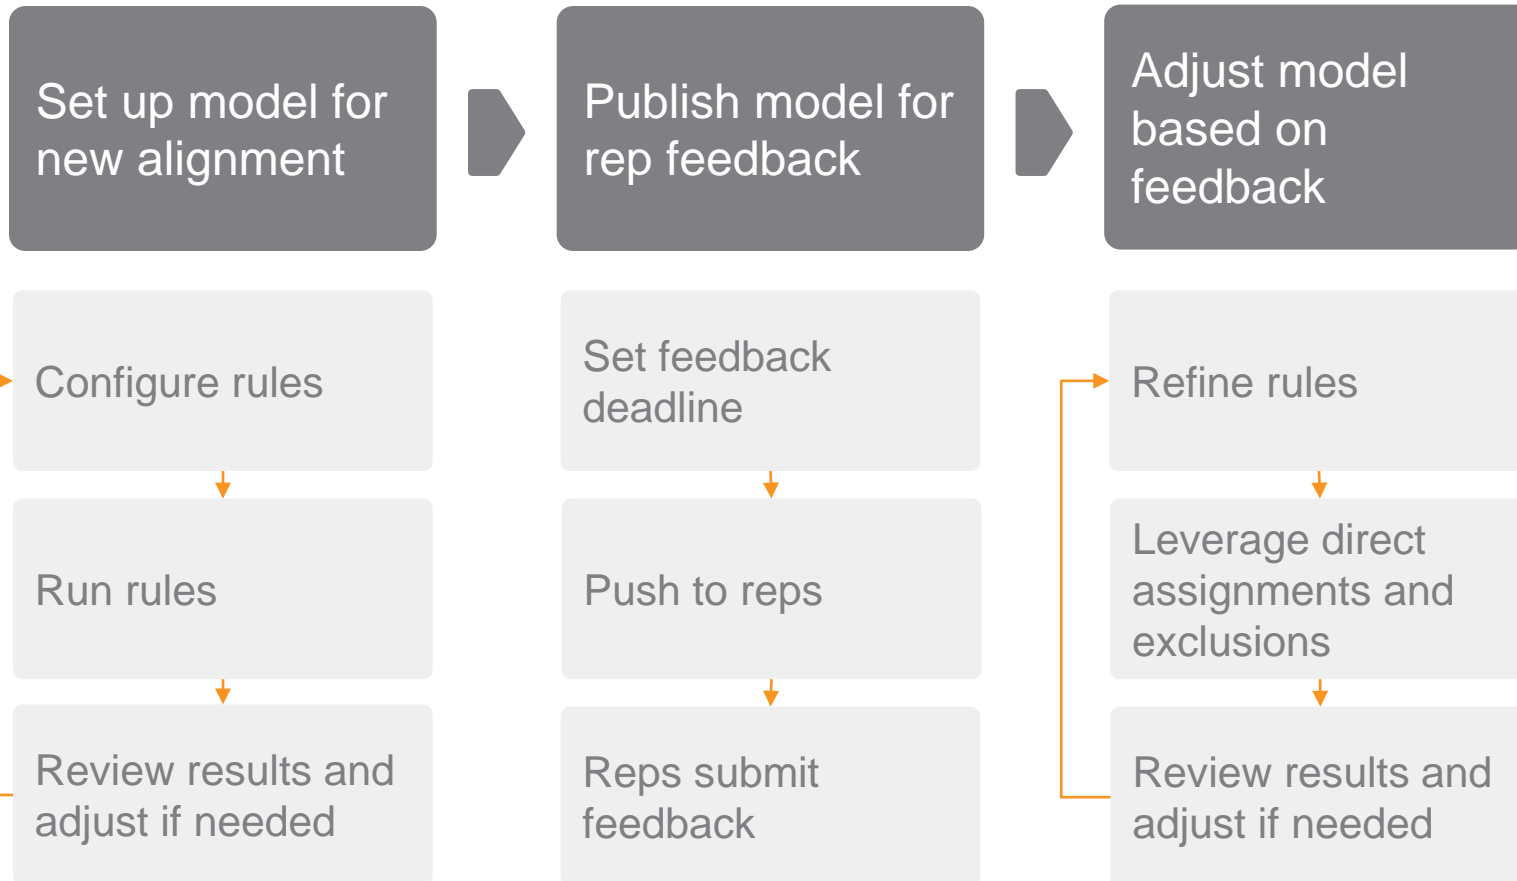 Set up model for
new alignment
Publish model for
rep feedback
Adjust model
based on
feedback
Configure rules
Set feedback
deadline
Refine rules
Run rules
Push to reps
Leverage direct
assignments and
exclusions
Review results and
adjust if needed
Reps submit
feedback
Review results and
adjust if needed